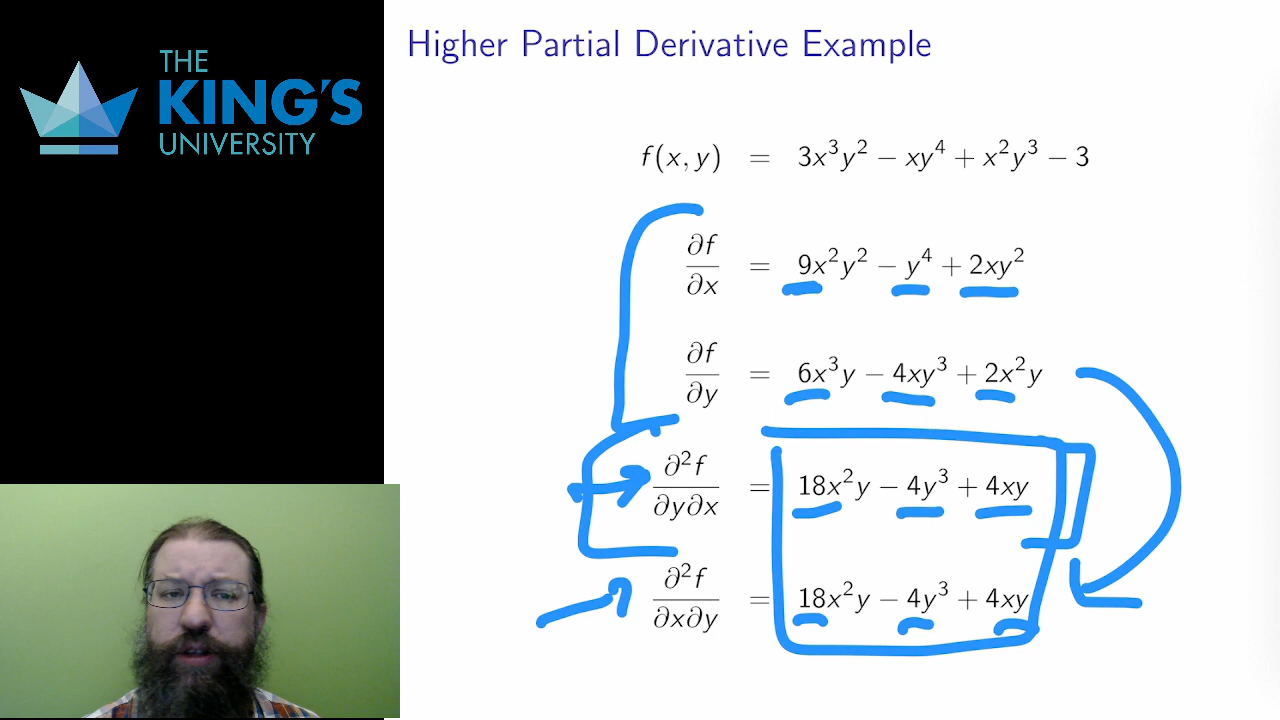 THE
KING'S
UNIVERSITY
Higher Partial Derivative Example
f(x, y) = 3x³y² − xy⁴ + x²y³ − 3
∂f/∂x = 9x²y² − y⁴ + 2xy²
∂f/∂y = 6x³y − 4xy³ + 2x²y
∂²f/∂y∂x = 18x²y − 4y³ + 4xy
∂²f/∂x∂y = 18x²y − 4y³ + 4xy